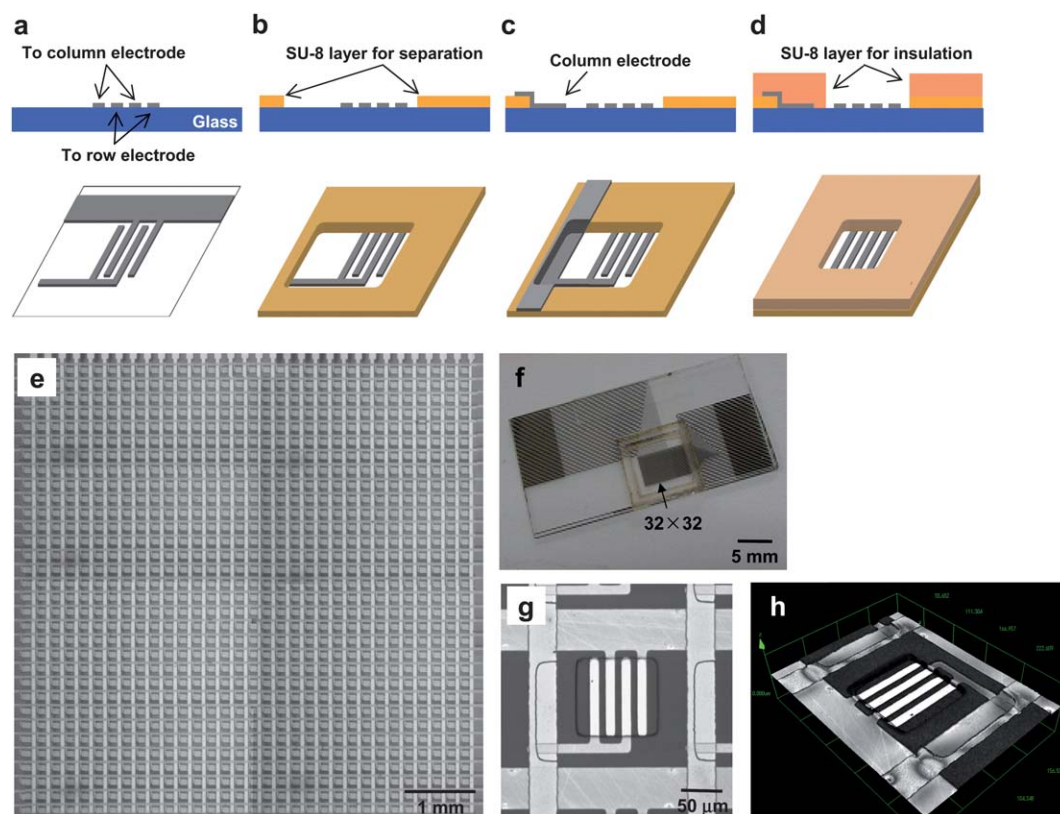 a
To column electrode
Glass
To row electrode
b
SU-8 layer for separation
c
Column electrode
d
SU-8 layer for insulation
e
1 mm
f
32×32
5 mm
g
50 μm
h